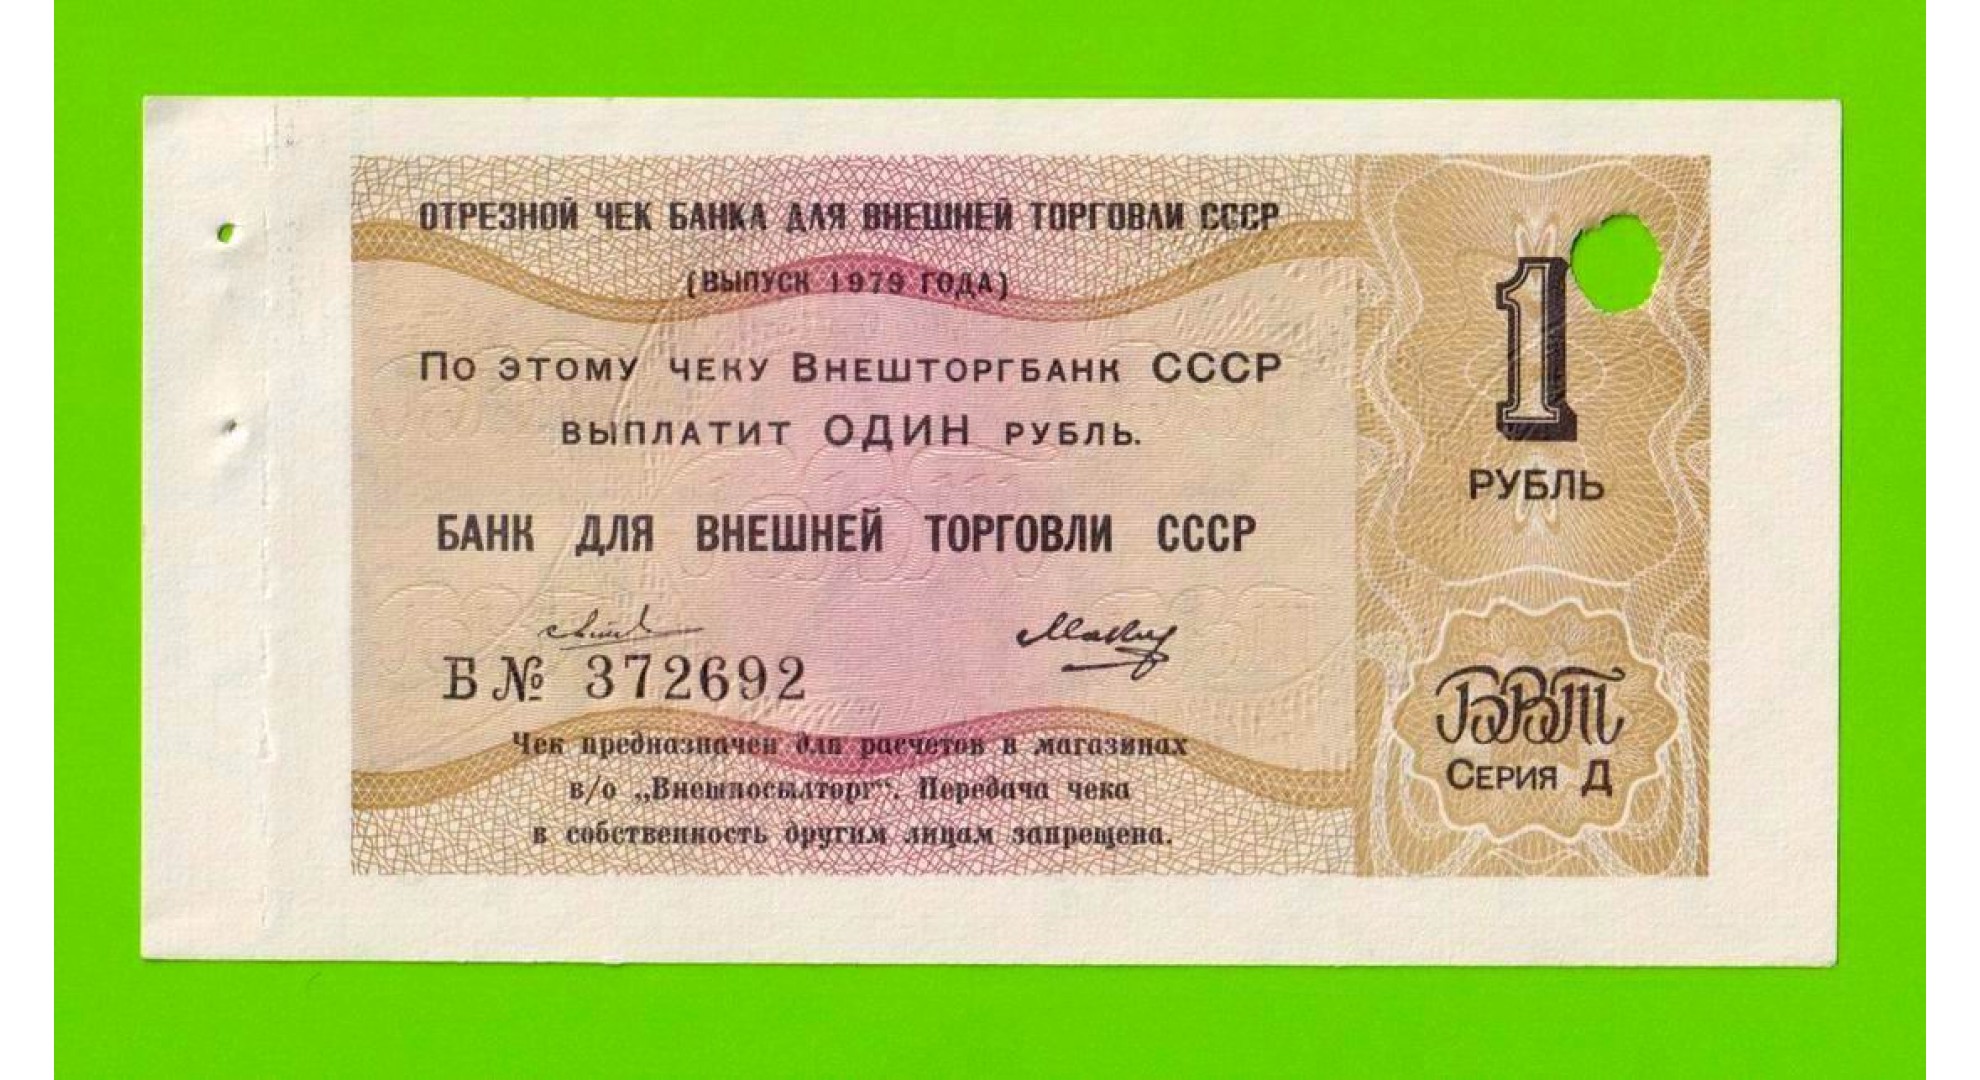 ОТРЕЗНОЙ ЧЕК БАНКА ДЛЯ ВНЕШНЕЙ ТОРГОВЛИ СССР
(ВЫПУСК 1979 ГОДА)
По этому чеку Внешторгбанк СССР
выплатит ОДИН рубль.
БАНК ДЛЯ ВНЕШНЕЙ ТОРГОВЛИ СССР
Б № 372692
Чек предназначен для расчетов в магазинах
в/о „Внешпосылторг“. Передача чека
в собственность другим лицам запрещена.
1
РУБЛЬ
БВТ
Серия Д